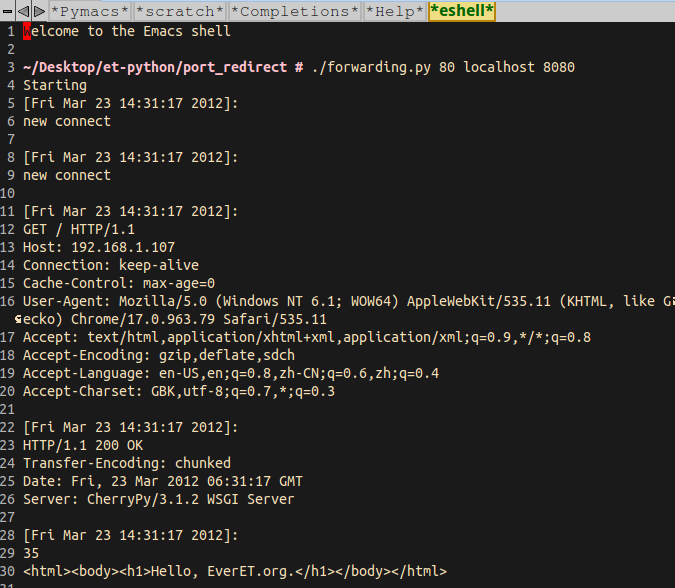 *Pymacs* *scratch* *Completions* *Help* *eshell*
1 Welcome to the Emacs shell
2
3 ~/Desktop/et-python/port_redirect # ./forwarding.py 80 localhost 8080
4 Starting
5 [Fri Mar 23 14:31:17 2012]:
6 new connect
7
8 [Fri Mar 23 14:31:17 2012]:
9 new connect
10
11 [Fri Mar 23 14:31:17 2012]:
12 GET / HTTP/1.1
13 Host: 192.168.1.107
14 Connection: keep-alive
15 Cache-Control: max-age=0
16 User-Agent: Mozilla/5.0 (Windows NT 6.1; WOW64) AppleWebKit/535.11 (KHTML, like G
ecko) Chrome/17.0.963.79 Safari/535.11
17 Accept: text/html,application/xhtml+xml,application/xml;q=0.9,*/*;q=0.8
18 Accept-Encoding: gzip,deflate,sdch
19 Accept-Language: en-US,en;q=0.8,zh-CN;q=0.6,zh;q=0.4
20 Accept-Charset: GBK,utf-8;q=0.7,*;q=0.3
21
22 [Fri Mar 23 14:31:17 2012]:
23 HTTP/1.1 200 OK
24 Transfer-Encoding: chunked
25 Date: Fri, 23 Mar 2012 06:31:17 GMT
26 Server: CherryPy/3.1.2 WSGI Server
27
28 [Fri Mar 23 14:31:17 2012]:
29 35
30 <html><body><h1>Hello, EverET.org.</h1></body></html>
31